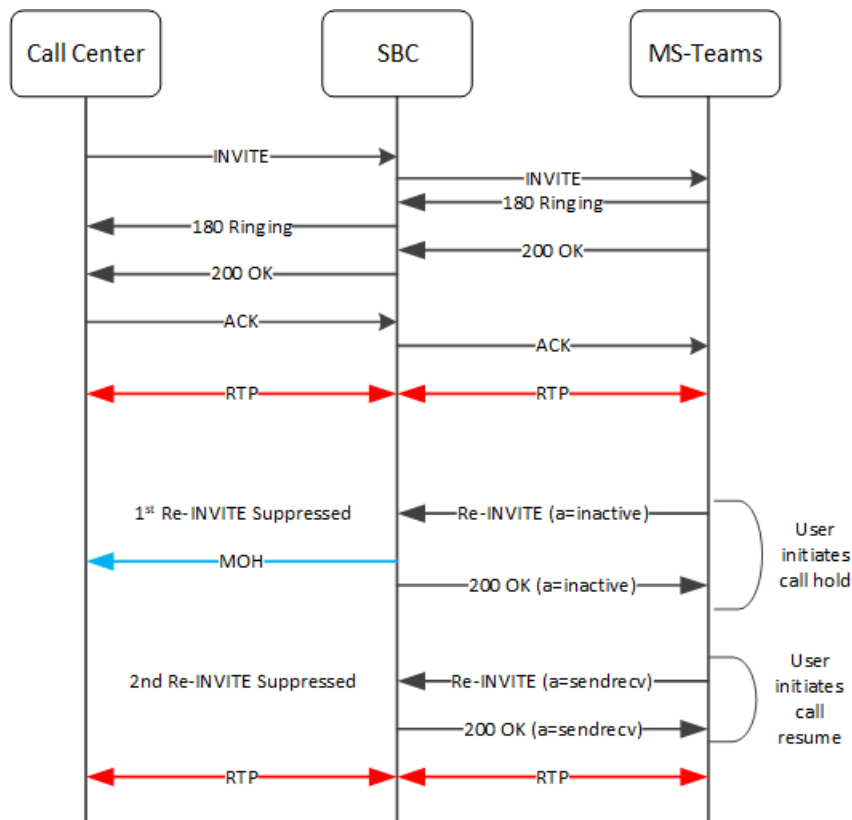 Call Center
SBC
MS-Teams
INVITE
INVITE
180 Ringing
180 Ringing
200 OK
200 OK
ACK
ACK
RTP
RTP
1st Re-INVITE Suppressed
Re-INVITE (a=inactive)
User
initiates
call hold
MOH
200 OK (a=inactive)
2nd Re-INVITE Suppressed
Re-INVITE (a=sendrecv)
User
initiates
call
resume
200 OK (a=sendrecv)
RTP
RTP